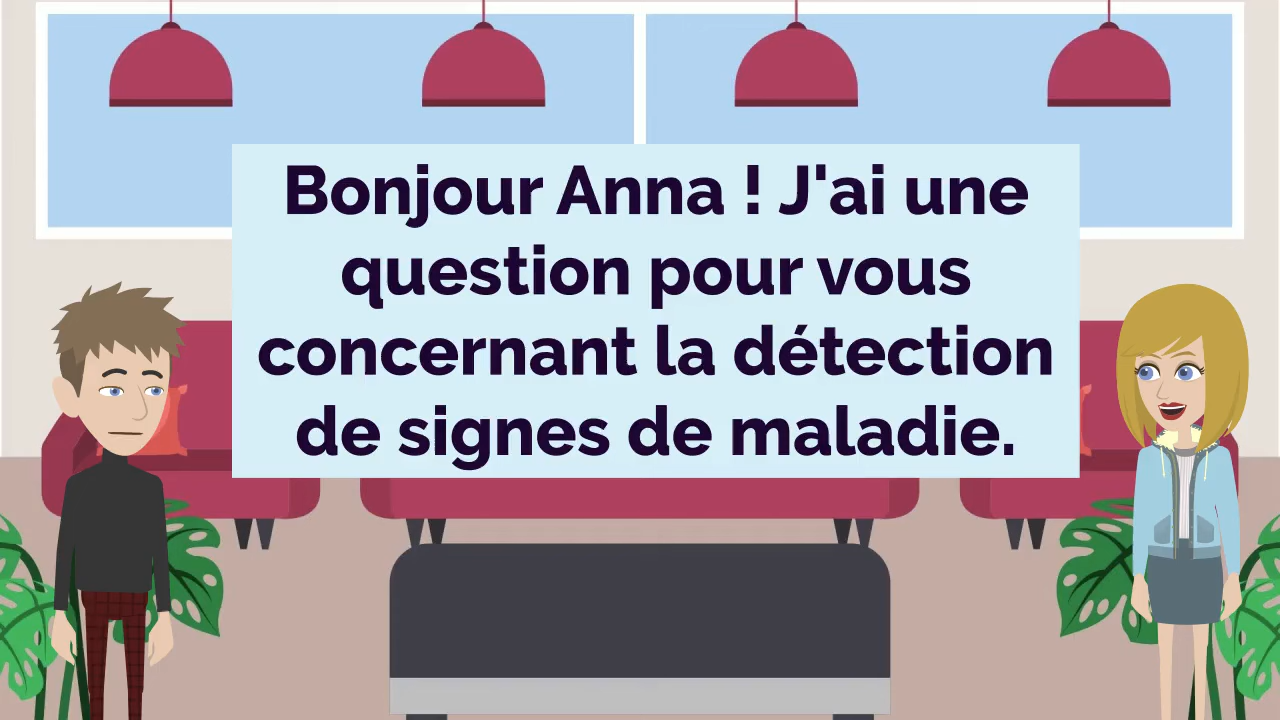 Bonjour Anna ! J'ai une
question pour vous
concernant la détection
de signes de maladie.